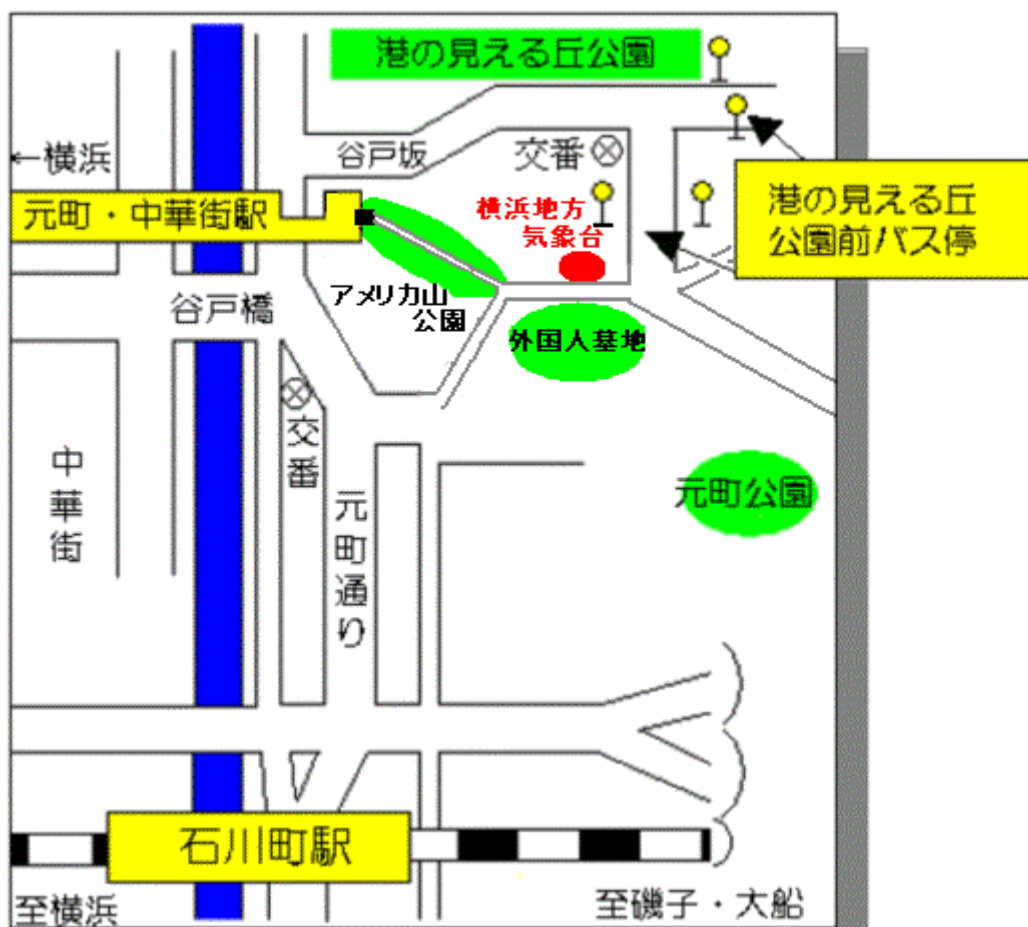 港の見える丘公園
谷戸坂
交番
←横浜
元町・中華街駅
横浜地方
気象台
港の見える丘
公園前バス停
アメリカ山
公園
谷戸橋
外国人墓地
交番
中華街
元町通り
元町公園
石川町駅
至横浜
至磯子・大船